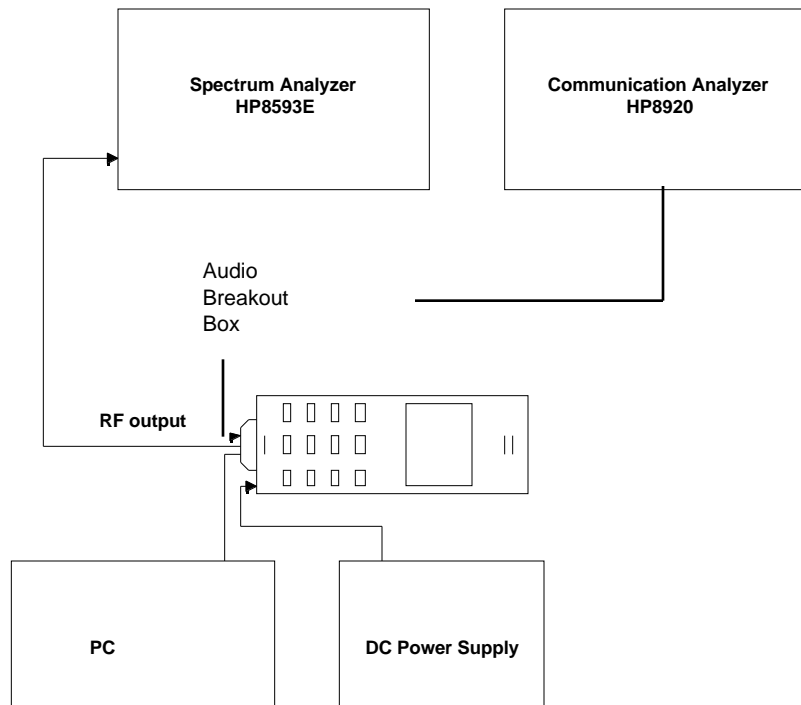 Spectrum Analyzer
HP8593E
Communication Analyzer
HP8920
Audio
Breakout
Box
RF output
PC
DC Power Supply